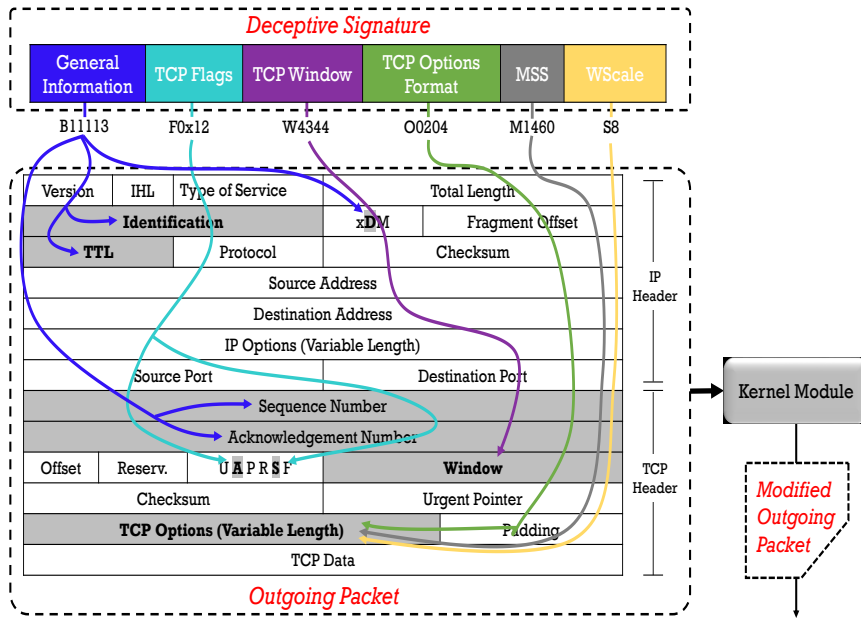 Deceptive Signature
General Information
TCP Flags
TCP Window
TCP Options Format
MSS
WScale
B11113
F0x12
W4344
O0204
M1460
S8
Version
IHL
Type of Service
Total Length
Identification
xDM
Fragment Offset
TTL
Protocol
Checksum
Source Address
Destination Address
IP Options (Variable Length)
Source Port
Destination Port
Sequence Number
Acknowledgement Number
Offset
Reserv.
U A P R S F
Window
Checksum
Urgent Pointer
TCP Options (Variable Length)
Padding
TCP Data
Outgoing Packet
IP Header
TCP Header
Kernel Module
Modified
Outgoing
Packet